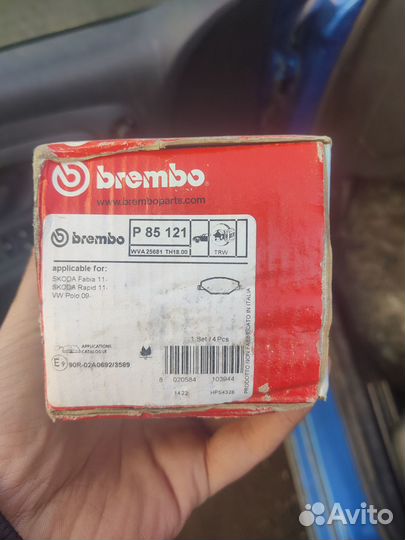 brembo
www.bremboparts.com
brembo
P 85 121
WVA 25681 TH18.00
TRW
applicable for:
SKODA Fabia 11-
SKODA Rapid 11-
VW Polo 09-
APPLICATIONS
CATALOGUE
1 Set / 4 Pcs
E9 90R-02A0692/3589
8 020584 103944
1422 HPS4328
PRODOTTO NON FABBRICATO IN ITALIA
Avito